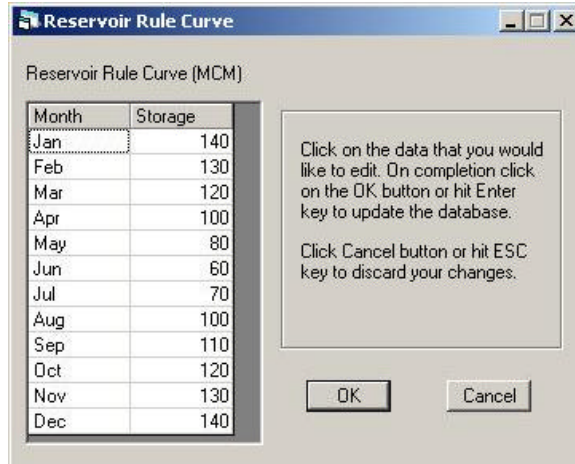 Reservoir Rule Curve
Reservoir Rule Curve (MCM)
Month Storage
Jan 140
Feb 130
Mar 120
Apr 100
May 80
Jun 60
Jul 70
Aug 100
Sep 110
Oct 120
Nov 130
Dec 140
Click on the data that you would
like to edit. On completion click
on the OK button or hit Enter
key to update the database.
Click Cancel button or hit ESC
key to discard your changes.
OK Cancel